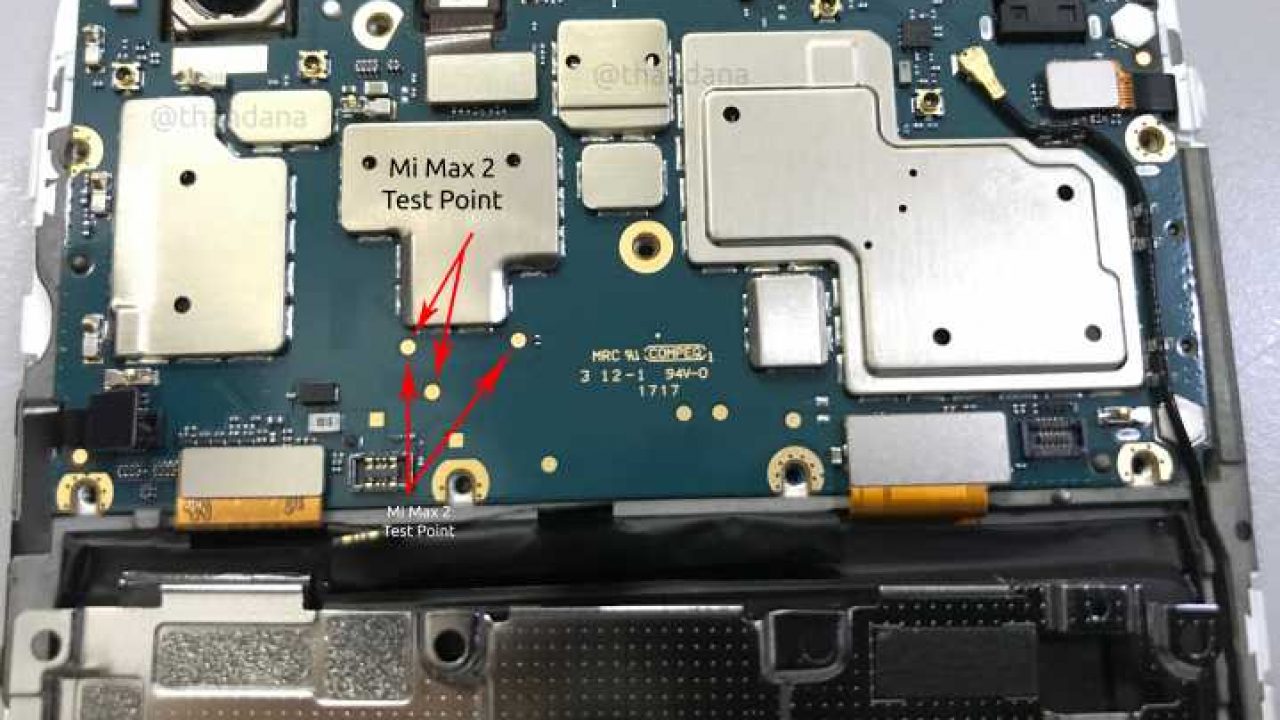 @thandana
@thandana
Mi Max 2
Test Point
MRC COMPEQ 1
3 12-1 94V-0
1717
Mi Max 2
Test Point